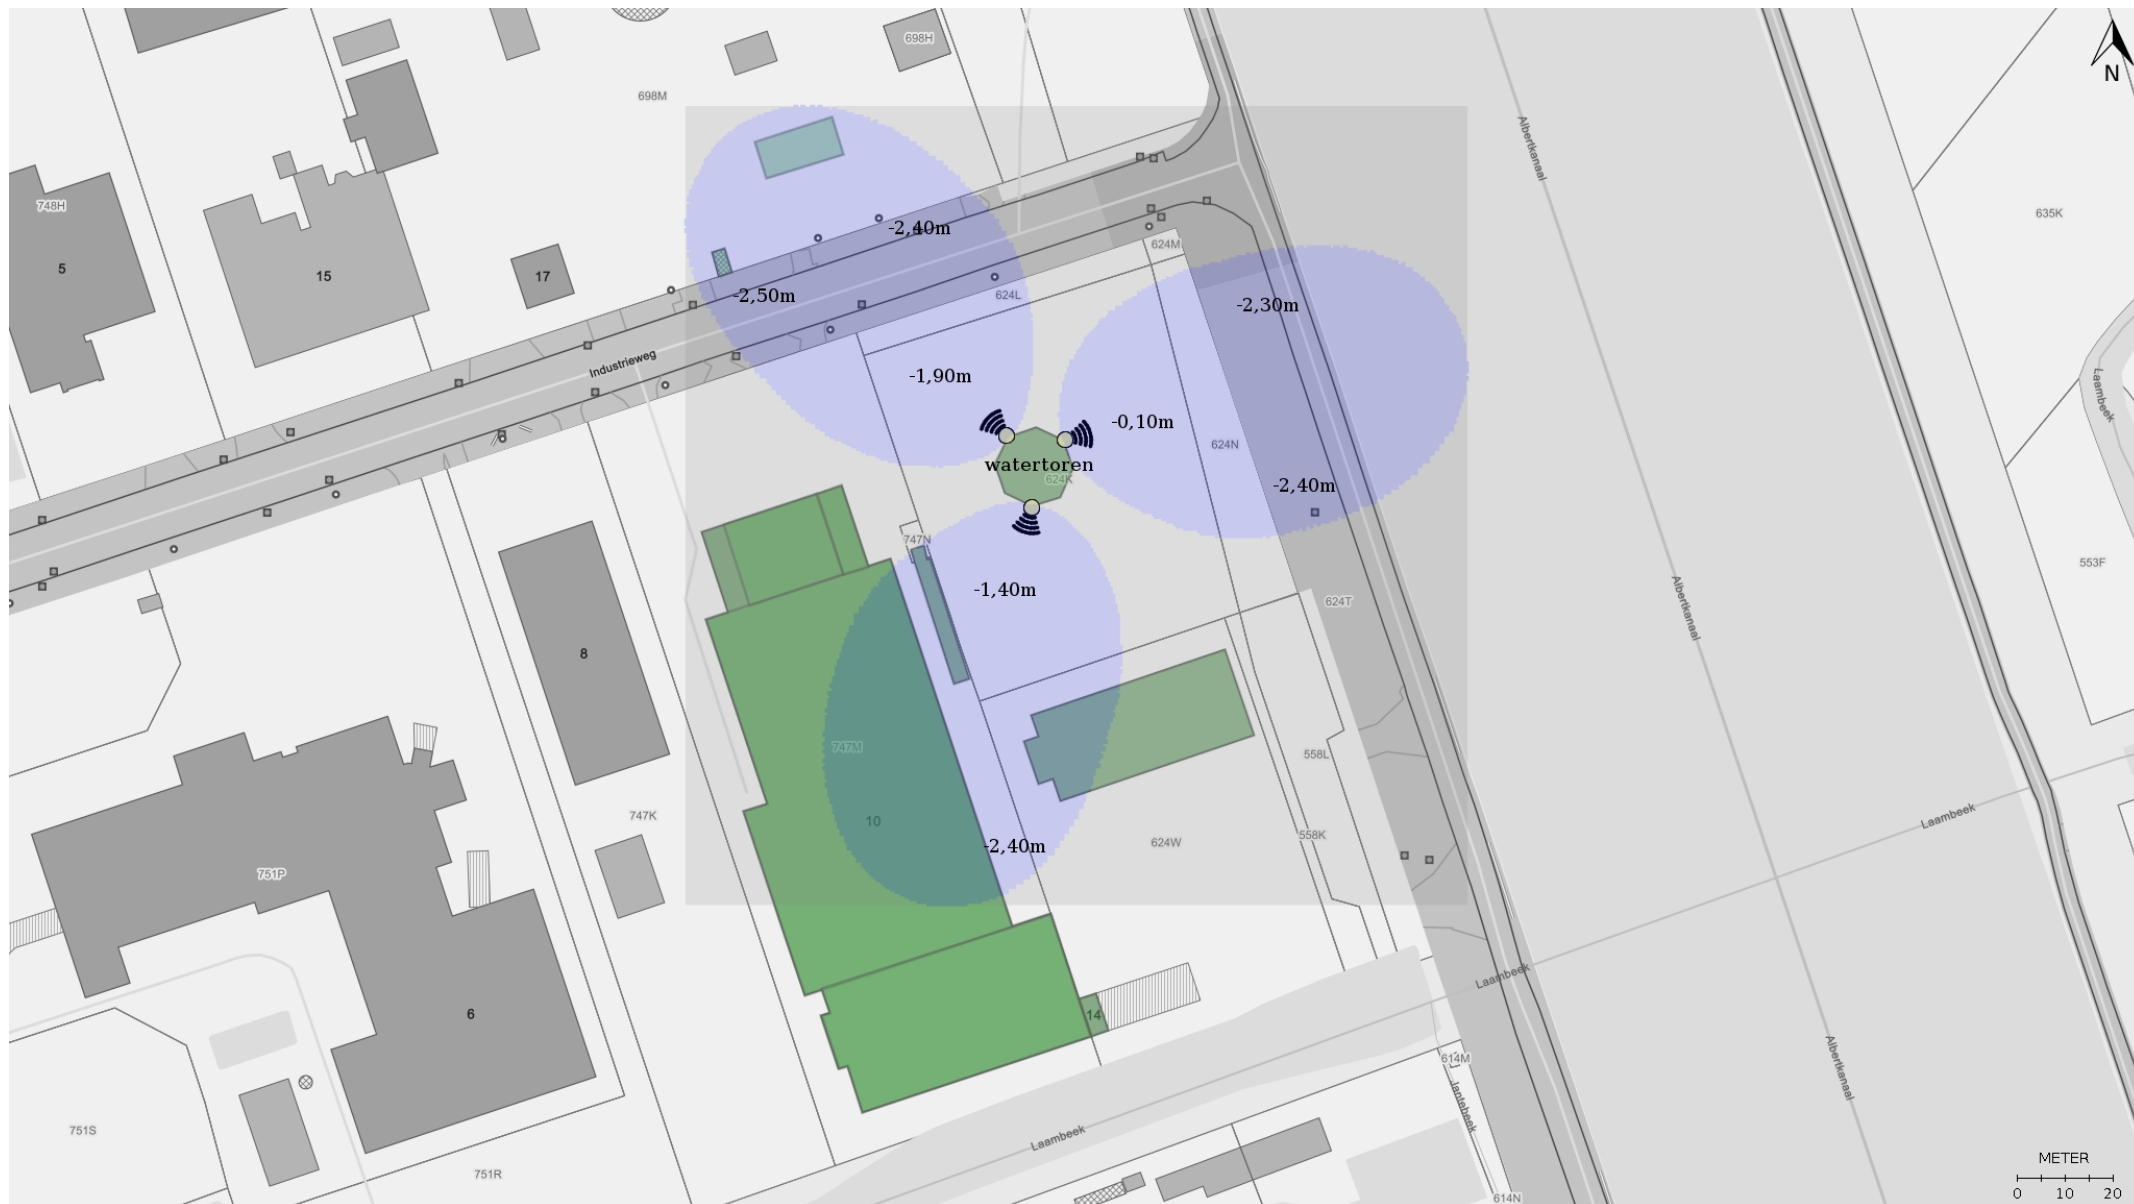 698H
N
698M
748H
635K
-2,40m
624M
5
15
17
-2,50m
624L
-2,30m
Albertkanaal
Industrieweg
-1,90m
Laambeek
-0,10m
624N
watertoren
624K
-2,40m
747N
553F
-1,40m
624T
Albertkanaal
8
747M
558L
10
747K
558K
Laambeek
624W
-2,40m
751P
Laambeek
6
14
614M
Albertkanaal
Jantebeek
751S
Laambeek
751R
METER
614N
0 10 20